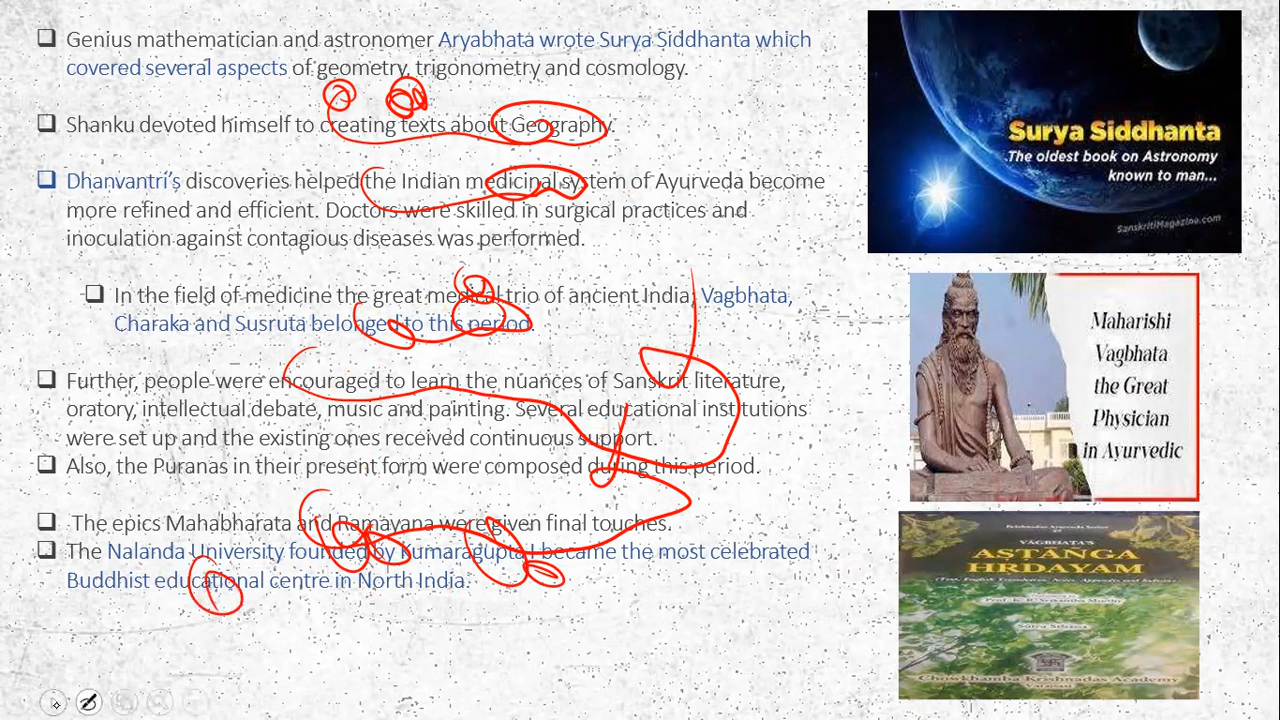 Genius mathematician and astronomer Aryabhata wrote Surya Siddhanta which
covered several aspects of geometry, trigonometry and cosmology.
Shanku devoted himself to creating texts about Geography.
Dhanvantri's discoveries helped the Indian medicinal system of Ayurveda become
more refined and efficient. Doctors were skilled in surgical practices and
inoculation against contagious diseases was performed.
In the field of medicine the great medical trio of ancient India, Vagbhata,
Charaka and Susruta belonged to this period.
Further, people were encouraged to learn the nuances of Sanskrit literature,
oratory, intellectual debate, music and painting. Several educational institutions
were set up and the existing ones received continuous support.
Also, the Puranas in their present form were composed during this period.
The epics Mahabharata and Ramayana were given final touches.
The Nalanda University founded by Kumaragupta I became the most celebrated
Buddhist educational centre in North India.
Surya Siddhanta
The oldest book on Astronomy
known to man...
SanskritiMagazine.com
Maharishi
Vagbhata
the Great
Physician
in Ayurvedic
VĀGBHAṬA'S
AṢṬĀÑGA
HṚDAYAM
Sūtra Sthāna
Chowkhamba Krishnadas Academy
Varanasi